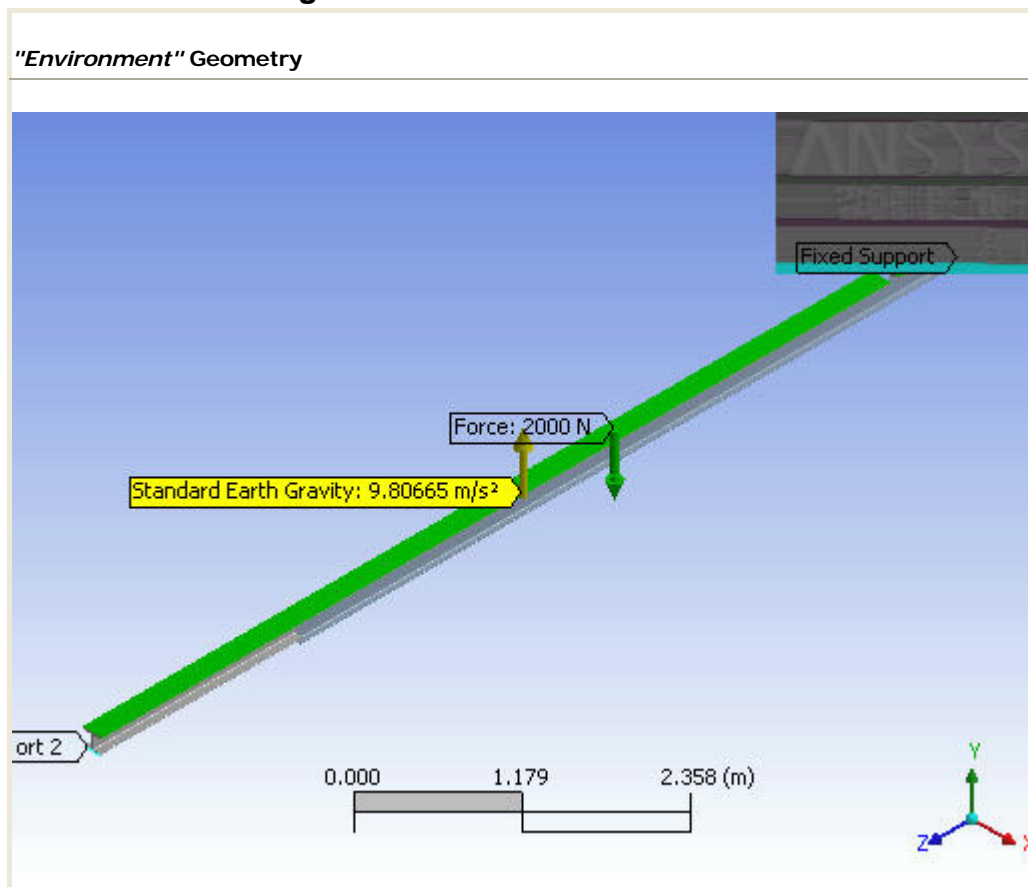 "Environment" Geometry
ANSYS
Fixed Support
Force: 2000 N
Standard Earth Gravity: 9.80665 m/s²
ort 2
0.000 1.179 2.358 (m)
Y
Z X